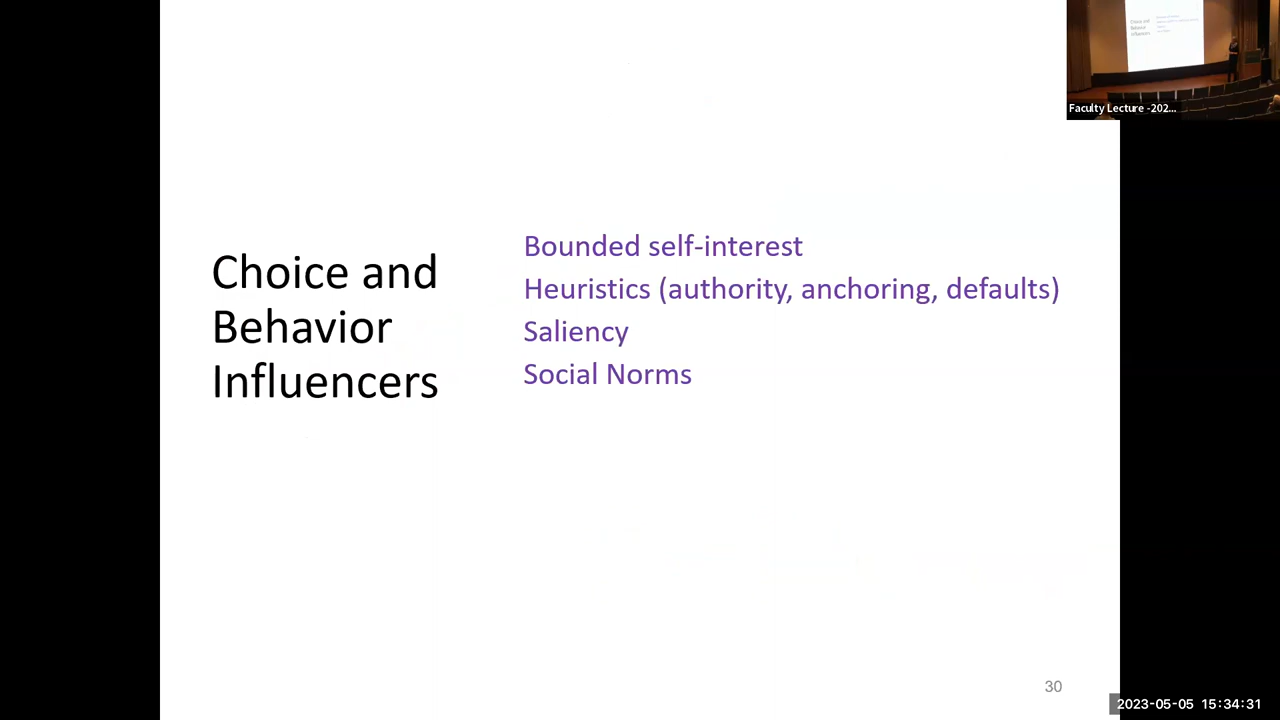 Faculty Lecture -202...
Choice and
Behavior
Influencers
Bounded self-interest
Heuristics (authority, anchoring, defaults)
Saliency
Social Norms
30
2023-05-05 15:34:31